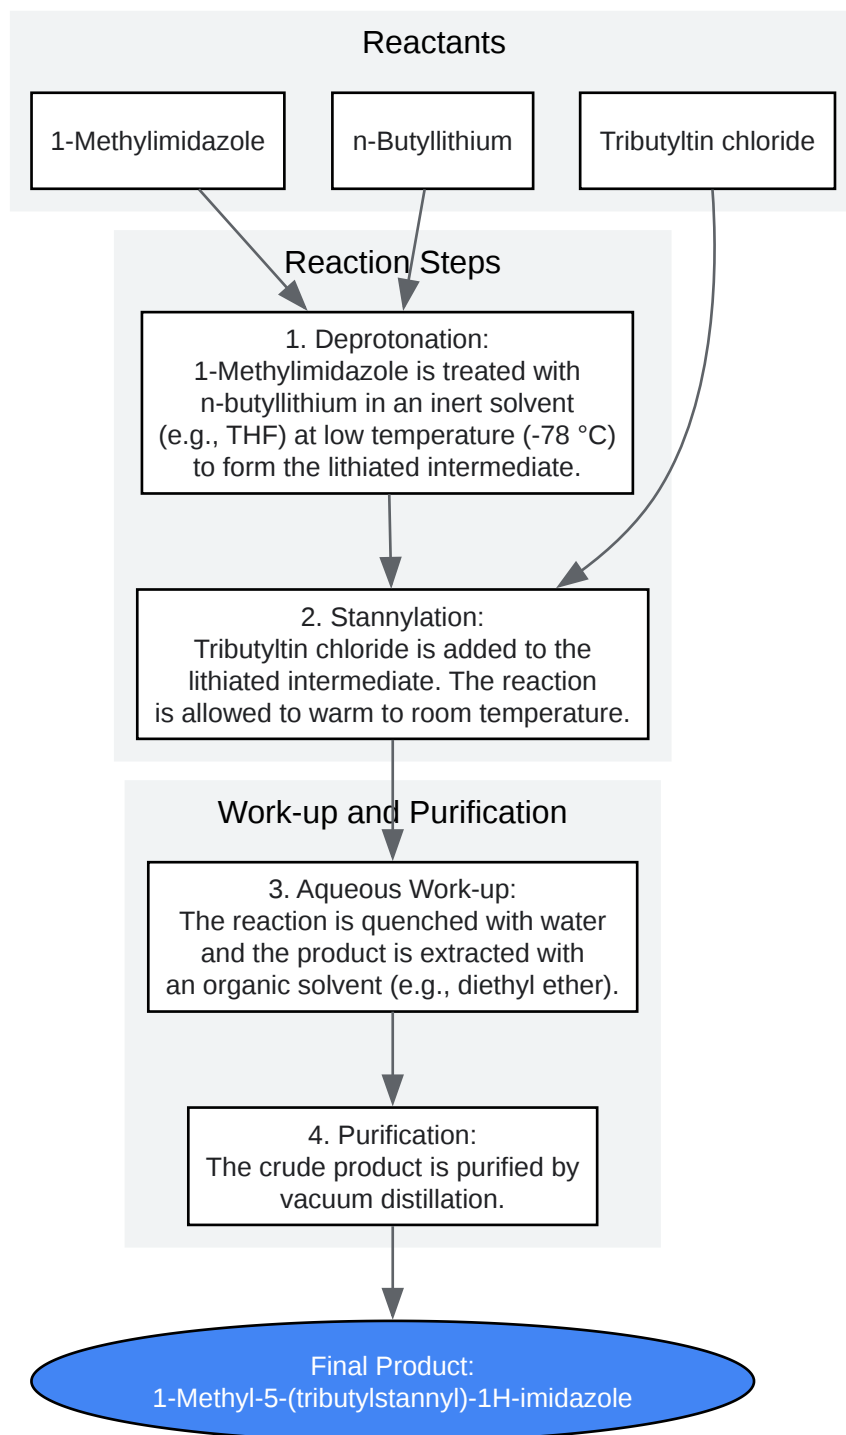 Reactants
1-Methylimidazole
n-Butyllithium
Tributyltin chloride
Reaction Steps
1. Deprotonation:
1-Methylimidazole is treated with
n-butyllithium in an inert solvent
(e.g., THF) at low temperature (-78 °C)
to form the lithiated intermediate.
2. Stannylation:
Tributyltin chloride is added to the
lithiated intermediate. The reaction
is allowed to warm to room temperature.
Work-up and Purification
3. Aqueous Work-up:
The reaction is quenched with water
and the product is extracted with
an organic solvent (e.g., diethyl ether).
4. Purification:
The crude product is purified by
vacuum distillation.
Final Product:
1-Methyl-5-(tributylstannyl)-1H-imidazole